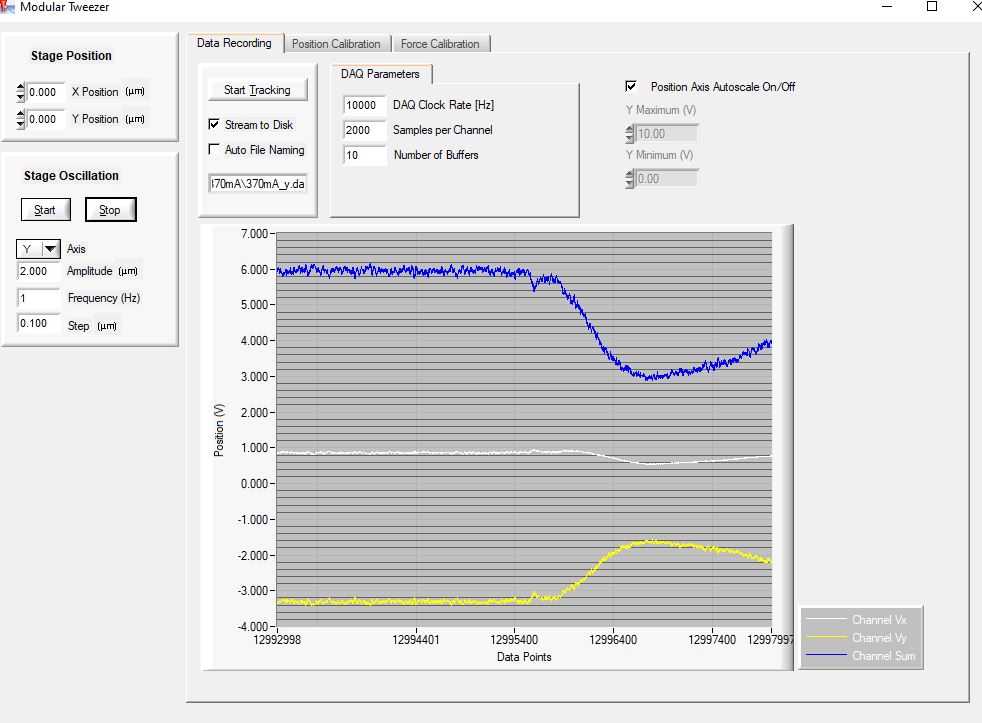 Modular Tweezer
Stage Position
0.000 X Position (μm)
0.000 Y Position (μm)
Stage Oscillation
Start Stop
Y Axis
2.000 Amplitude (μm)
1 Frequency (Hz)
0.100 Step (μm)
Data Recording Position Calibration Force Calibration
Start Tracking
Stream to Disk
Auto File Naming
370mA\370mA_y.da
DAQ Parameters
10000 DAQ Clock Rate [Hz]
2000 Samples per Channel
10 Number of Buffers
Position Axis Autoscale On/Off
Y Maximum (V)
10.00
Y Minimum (V)
0.00
Position (V)
7.000
6.000
5.000
4.000
3.000
2.000
1.000
0.000
-1.000
-2.000
-3.000
-4.000
12992998 12994401 12995400 12996400 12997400 12997997
Data Points
Channel Vx
Channel Vy
Channel Sum